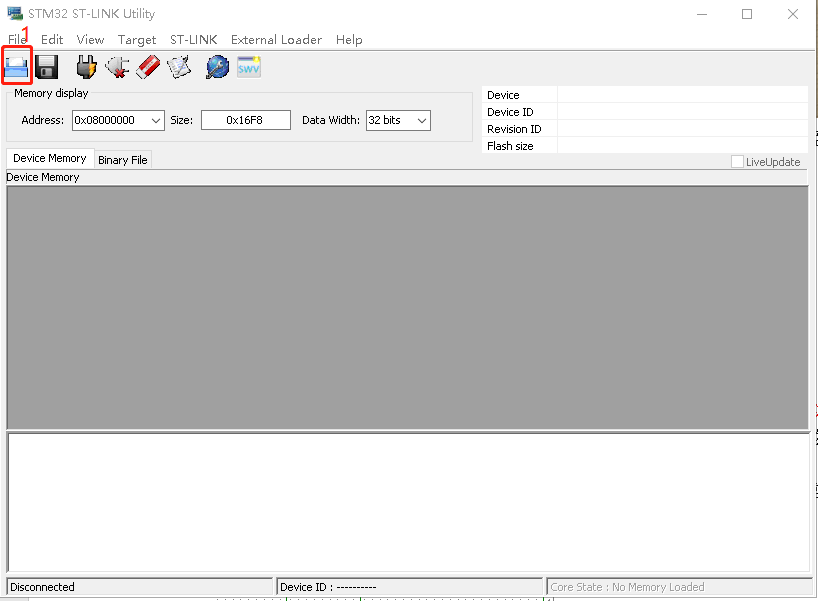 STM32 ST-LINK Utility
1
File Edit View Target ST-LINK External Loader Help
SWV
Memory display
Address: 0x08000000 Size: 0x16F8 Data Width: 32 bits
Device
Device ID
Revision ID
Flash size
LiveUpdate
Device Memory Binary File
Device Memory
Disconnected Device ID : ---------- Core State : No Memory Loaded